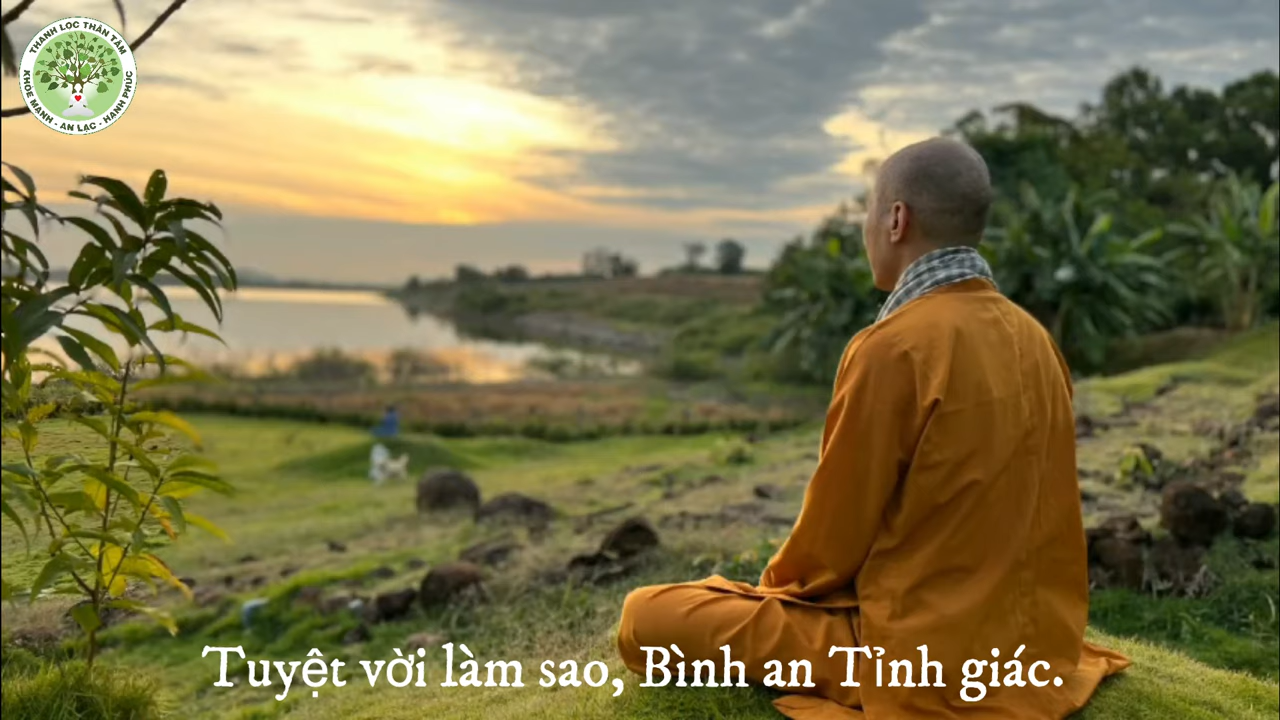 THANH LỌC THÂN TÂM
KHỎE MẠNH - AN LẠC - HẠNH PHÚC
Tuyệt vời làm sao, Bình an Tỉnh giác.